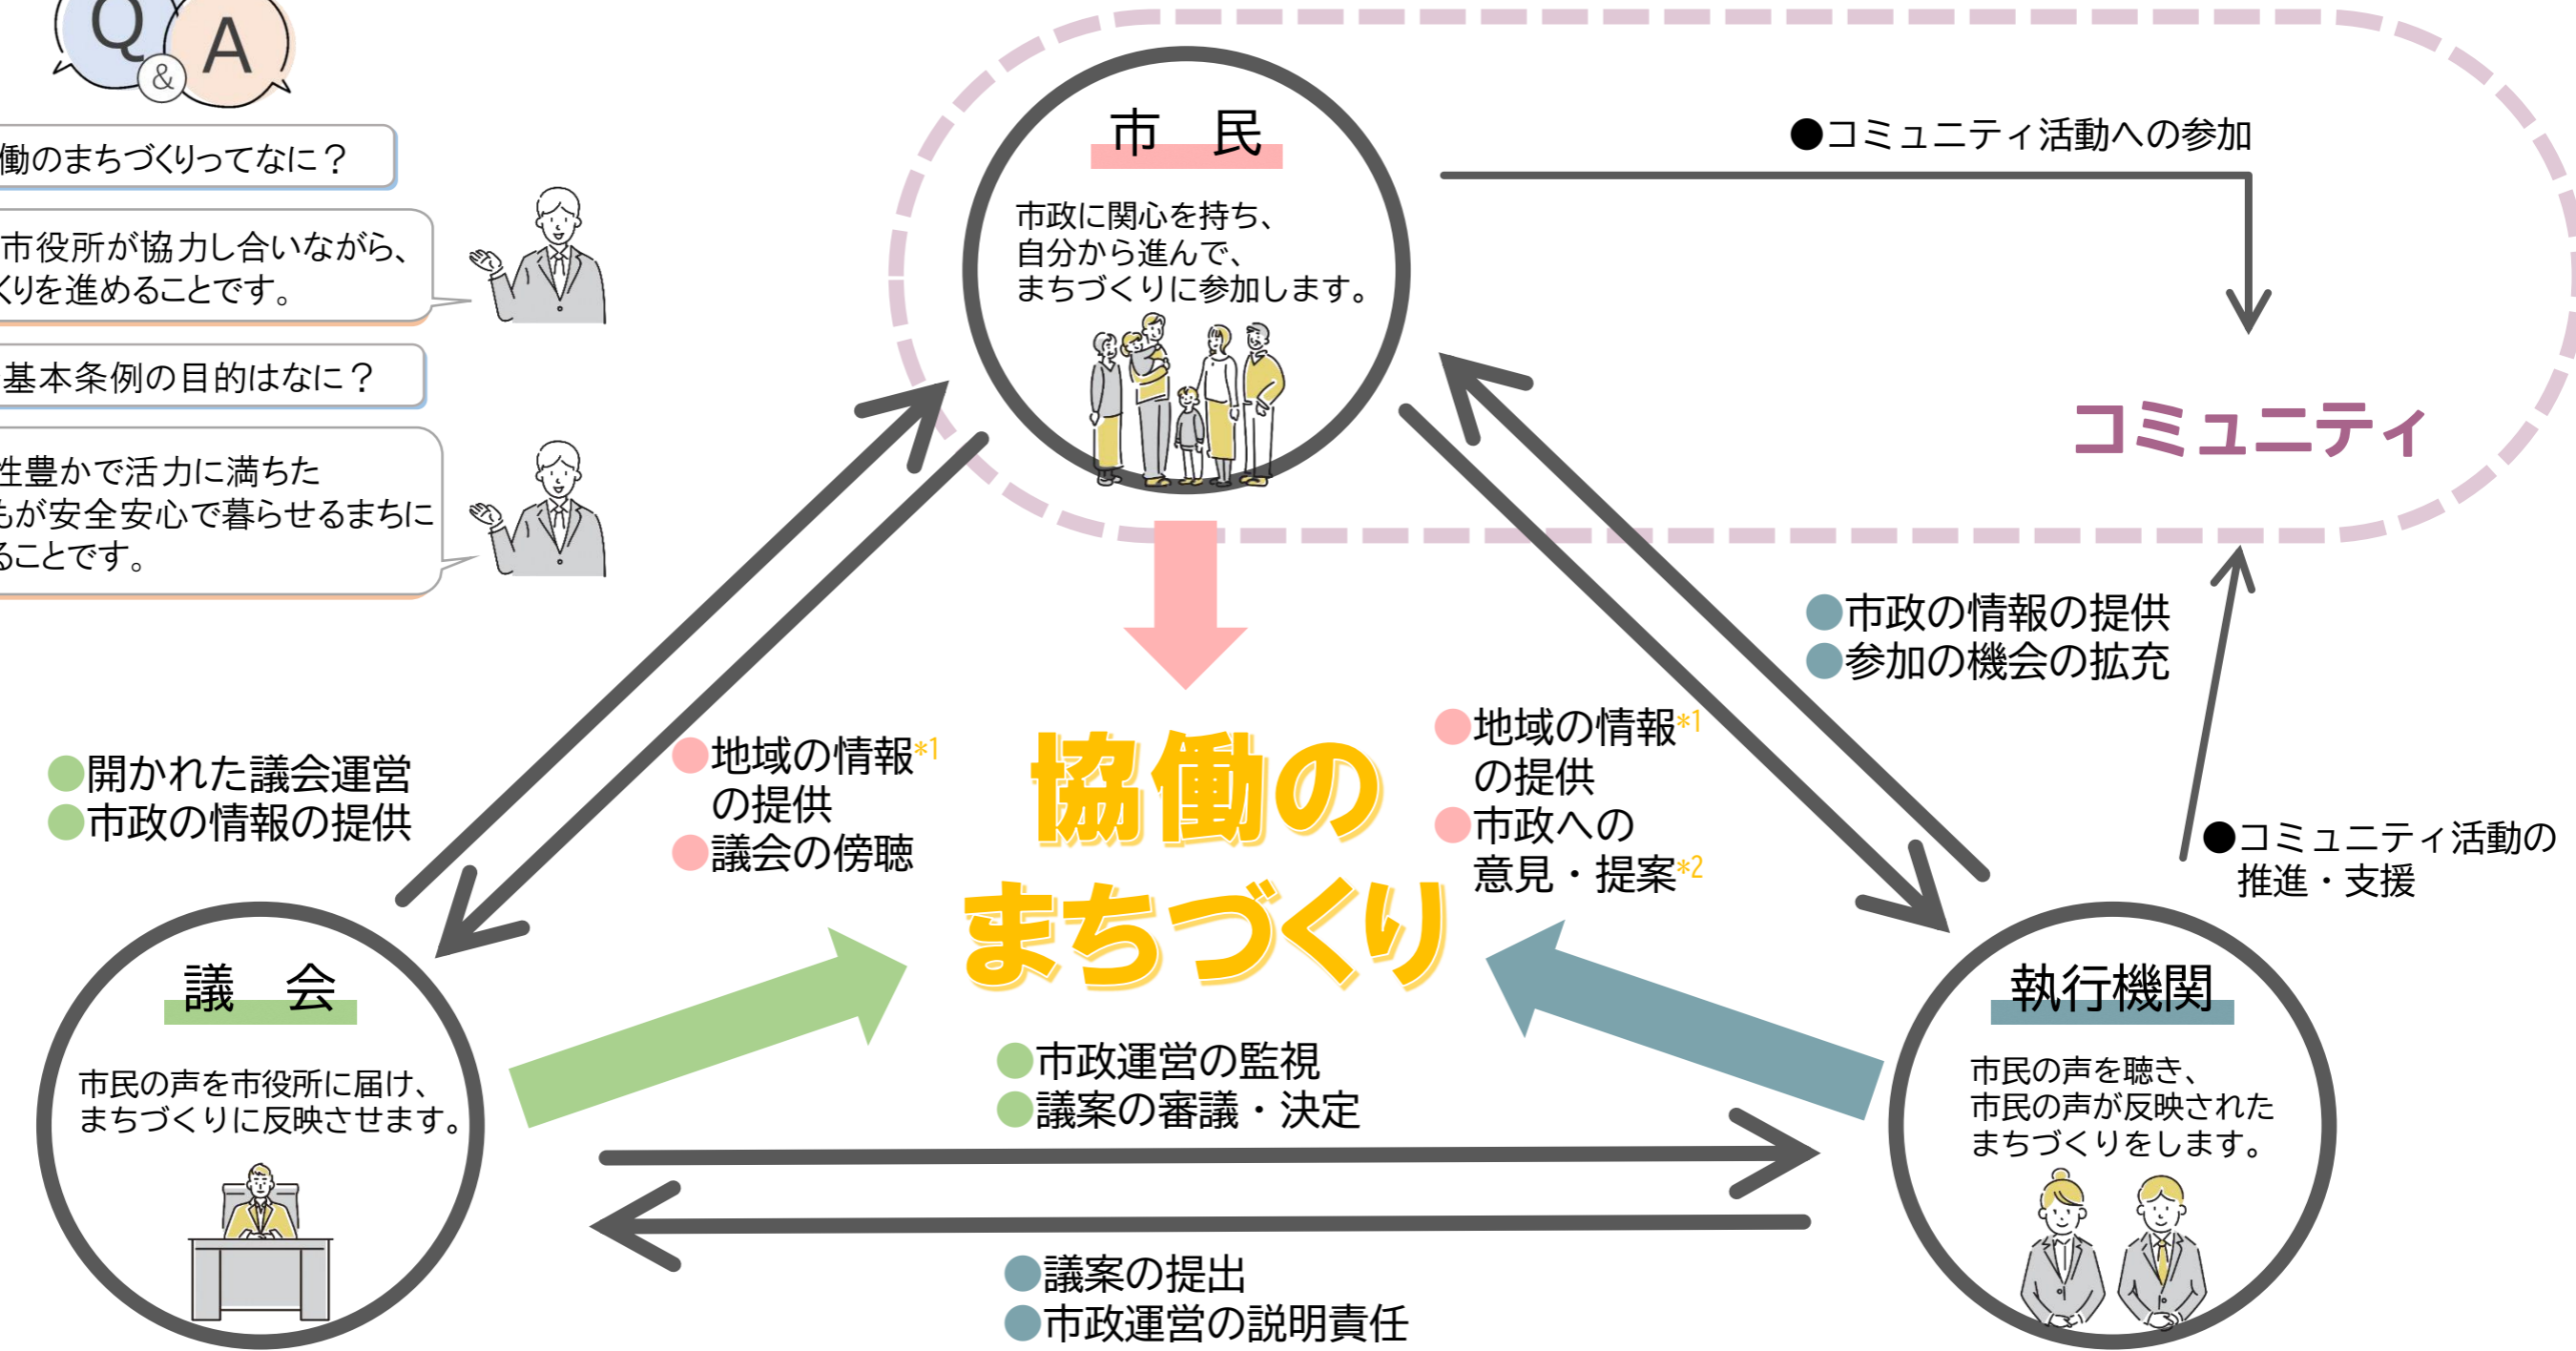 Q & A
働のまちづくりってなに？
市役所が協力し合いながら、
くりを進めることです。
基本条例の目的はなに？
性豊かで活力に満ちた
もが安全安心で暮らせるまちに
ることです。
市　民
市政に関心を持ち、
自分から進んで、
まちづくりに参加します。
●コミュニティ活動への参加
コミュニティ
●市政の情報の提供
●参加の機会の拡充
●コミュニティ活動の
推進・支援
●開かれた議会運営
●市政の情報の提供
●地域の情報*1
の提供
●議会の傍聴
協働の
まちづくり
●地域の情報*1
の提供
●市政への
意見・提案*2
議　会
市民の声を市役所に届け、
まちづくりに反映させます。
●市政運営の監視
●議案の審議・決定
●議案の提出
●市政運営の説明責任
執行機関
市民の声を聴き、
市民の声が反映された
まちづくりをします。